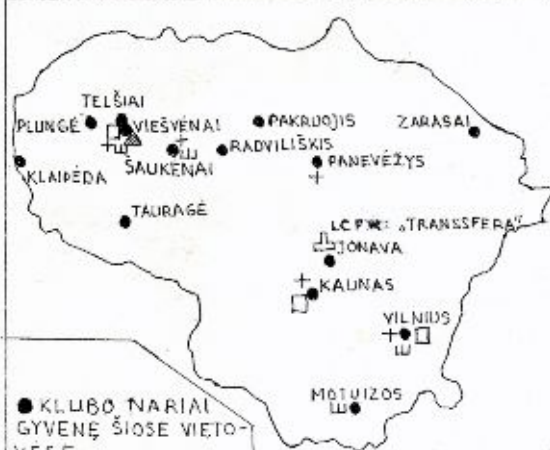 TELŠIAI
PLUNGĖ
VIEŠVĖNAI
PAKRUOJIS
ZARASAI
RADVILIŠKIS
ŠAUKĖNAI
PANEVĖŽYS
KLAIPĖDA
TAURAGĖ
"TRANSSFERA"
JONAVA
KAUNAS
VILNIUS
MOTUIZOS
KLUBO NARIAI
GYVENĘ ŠIOSE VIETO-